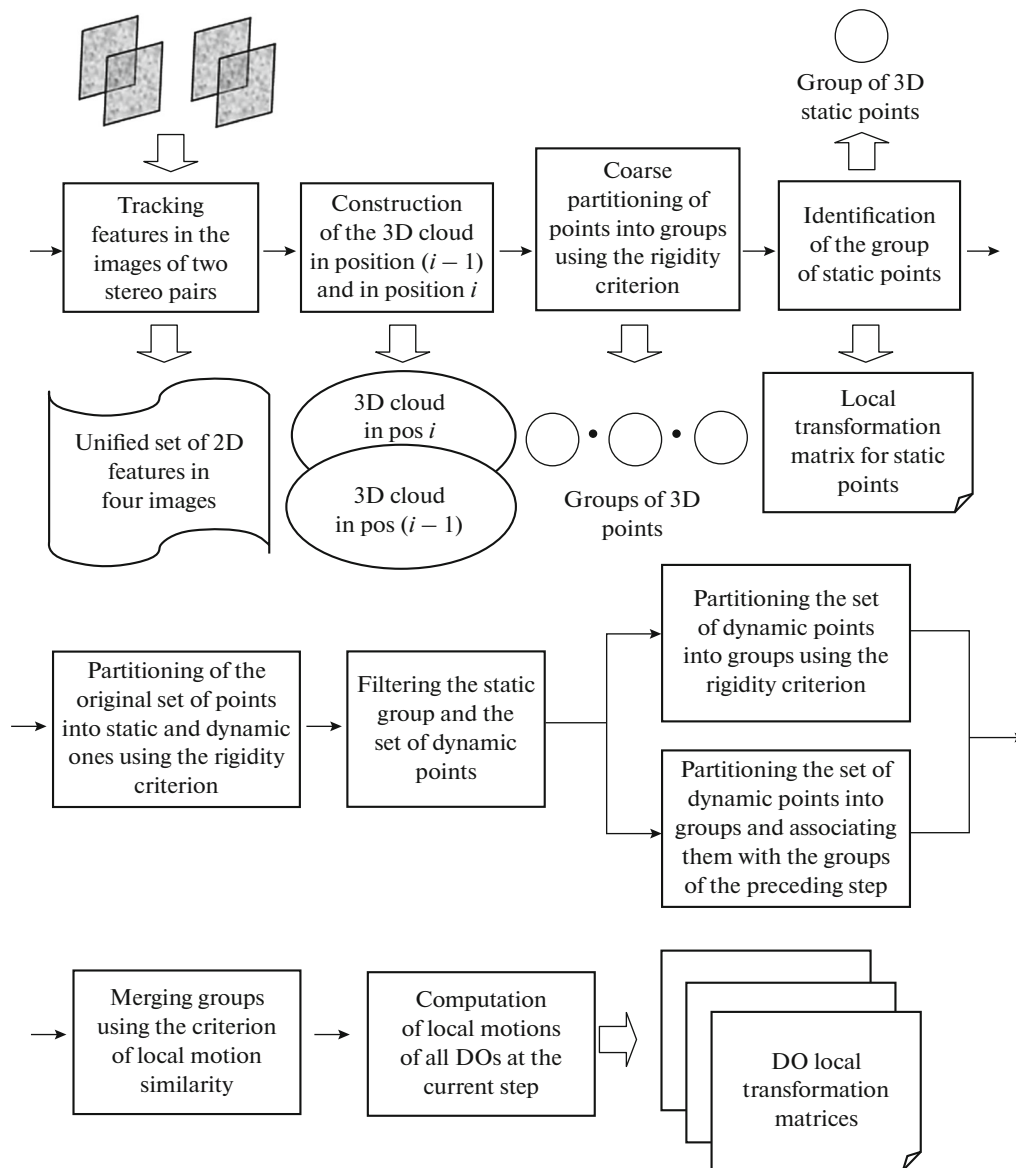 Group of 3D
static points
Tracking
features in the
images of two
stereo pairs
Construction
of the 3D cloud
in position (i – 1)
and in position i
Coarse
partitioning of
points into groups
using the rigidity
criterion
Identification
of the group
of static points
Unified set of 2D
features in
four images
3D cloud
in pos i
3D cloud
in pos (i – 1)
Groups of 3D
points
Local
transformation
matrix for static
points
Partitioning of the
original set of points
into static and dynamic
ones using the rigidity
criterion
Filtering the static
group and the
set of dynamic
points
Partitioning the set
of dynamic points
into groups using the
rigidity criterion
Partitioning the set of
dynamic points into
groups and associating
them with the groups
of the preceding step
Merging groups
using the criterion
of local motion
similarity
Computation
of local motions
of all DOs at the
current step
DO local
transformation
matrices